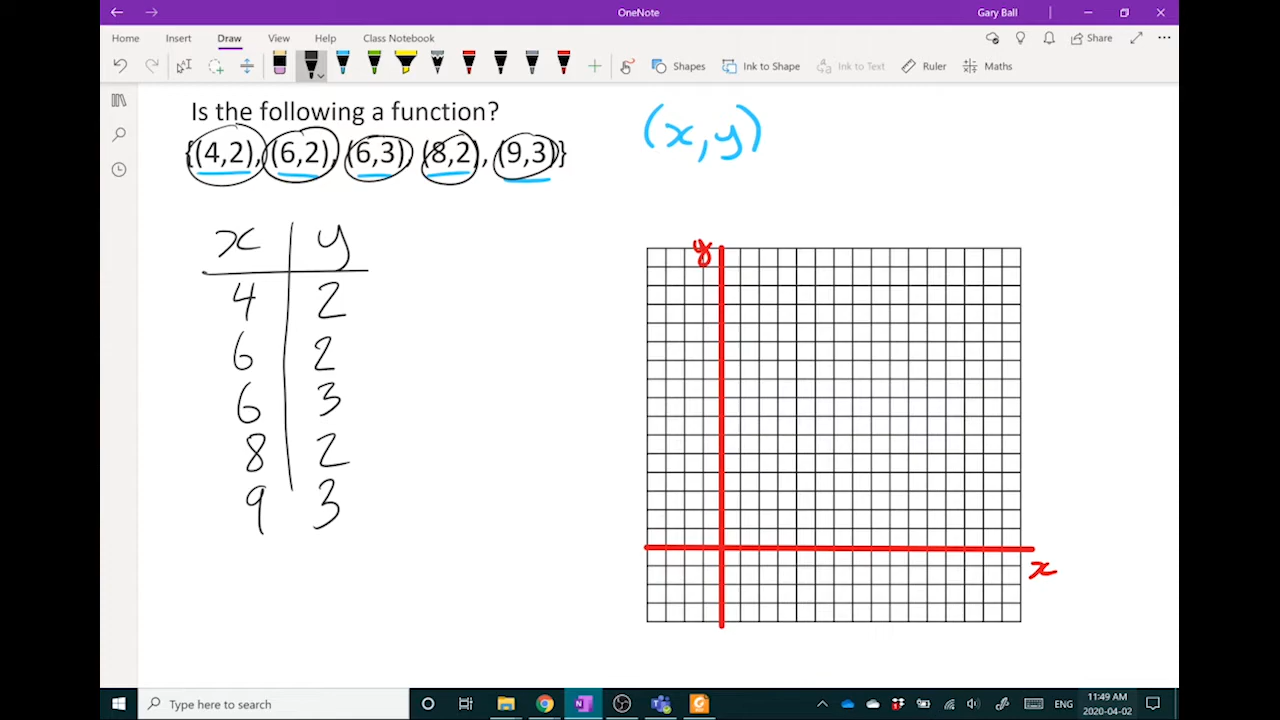 OneNote
Gary Ball
Home Insert Draw View Help Class Notebook
Share
Shapes Ink to Shape Ink to Text Ruler Maths
Is the following a function?
{(4,2), (6,2), (6,3), (8,2), (9,3)}
(x,y)
x y
4 2
6 2
6 3
8 2
9 3
y
x
Type here to search
ENG
11:49 AM
2020-04-02